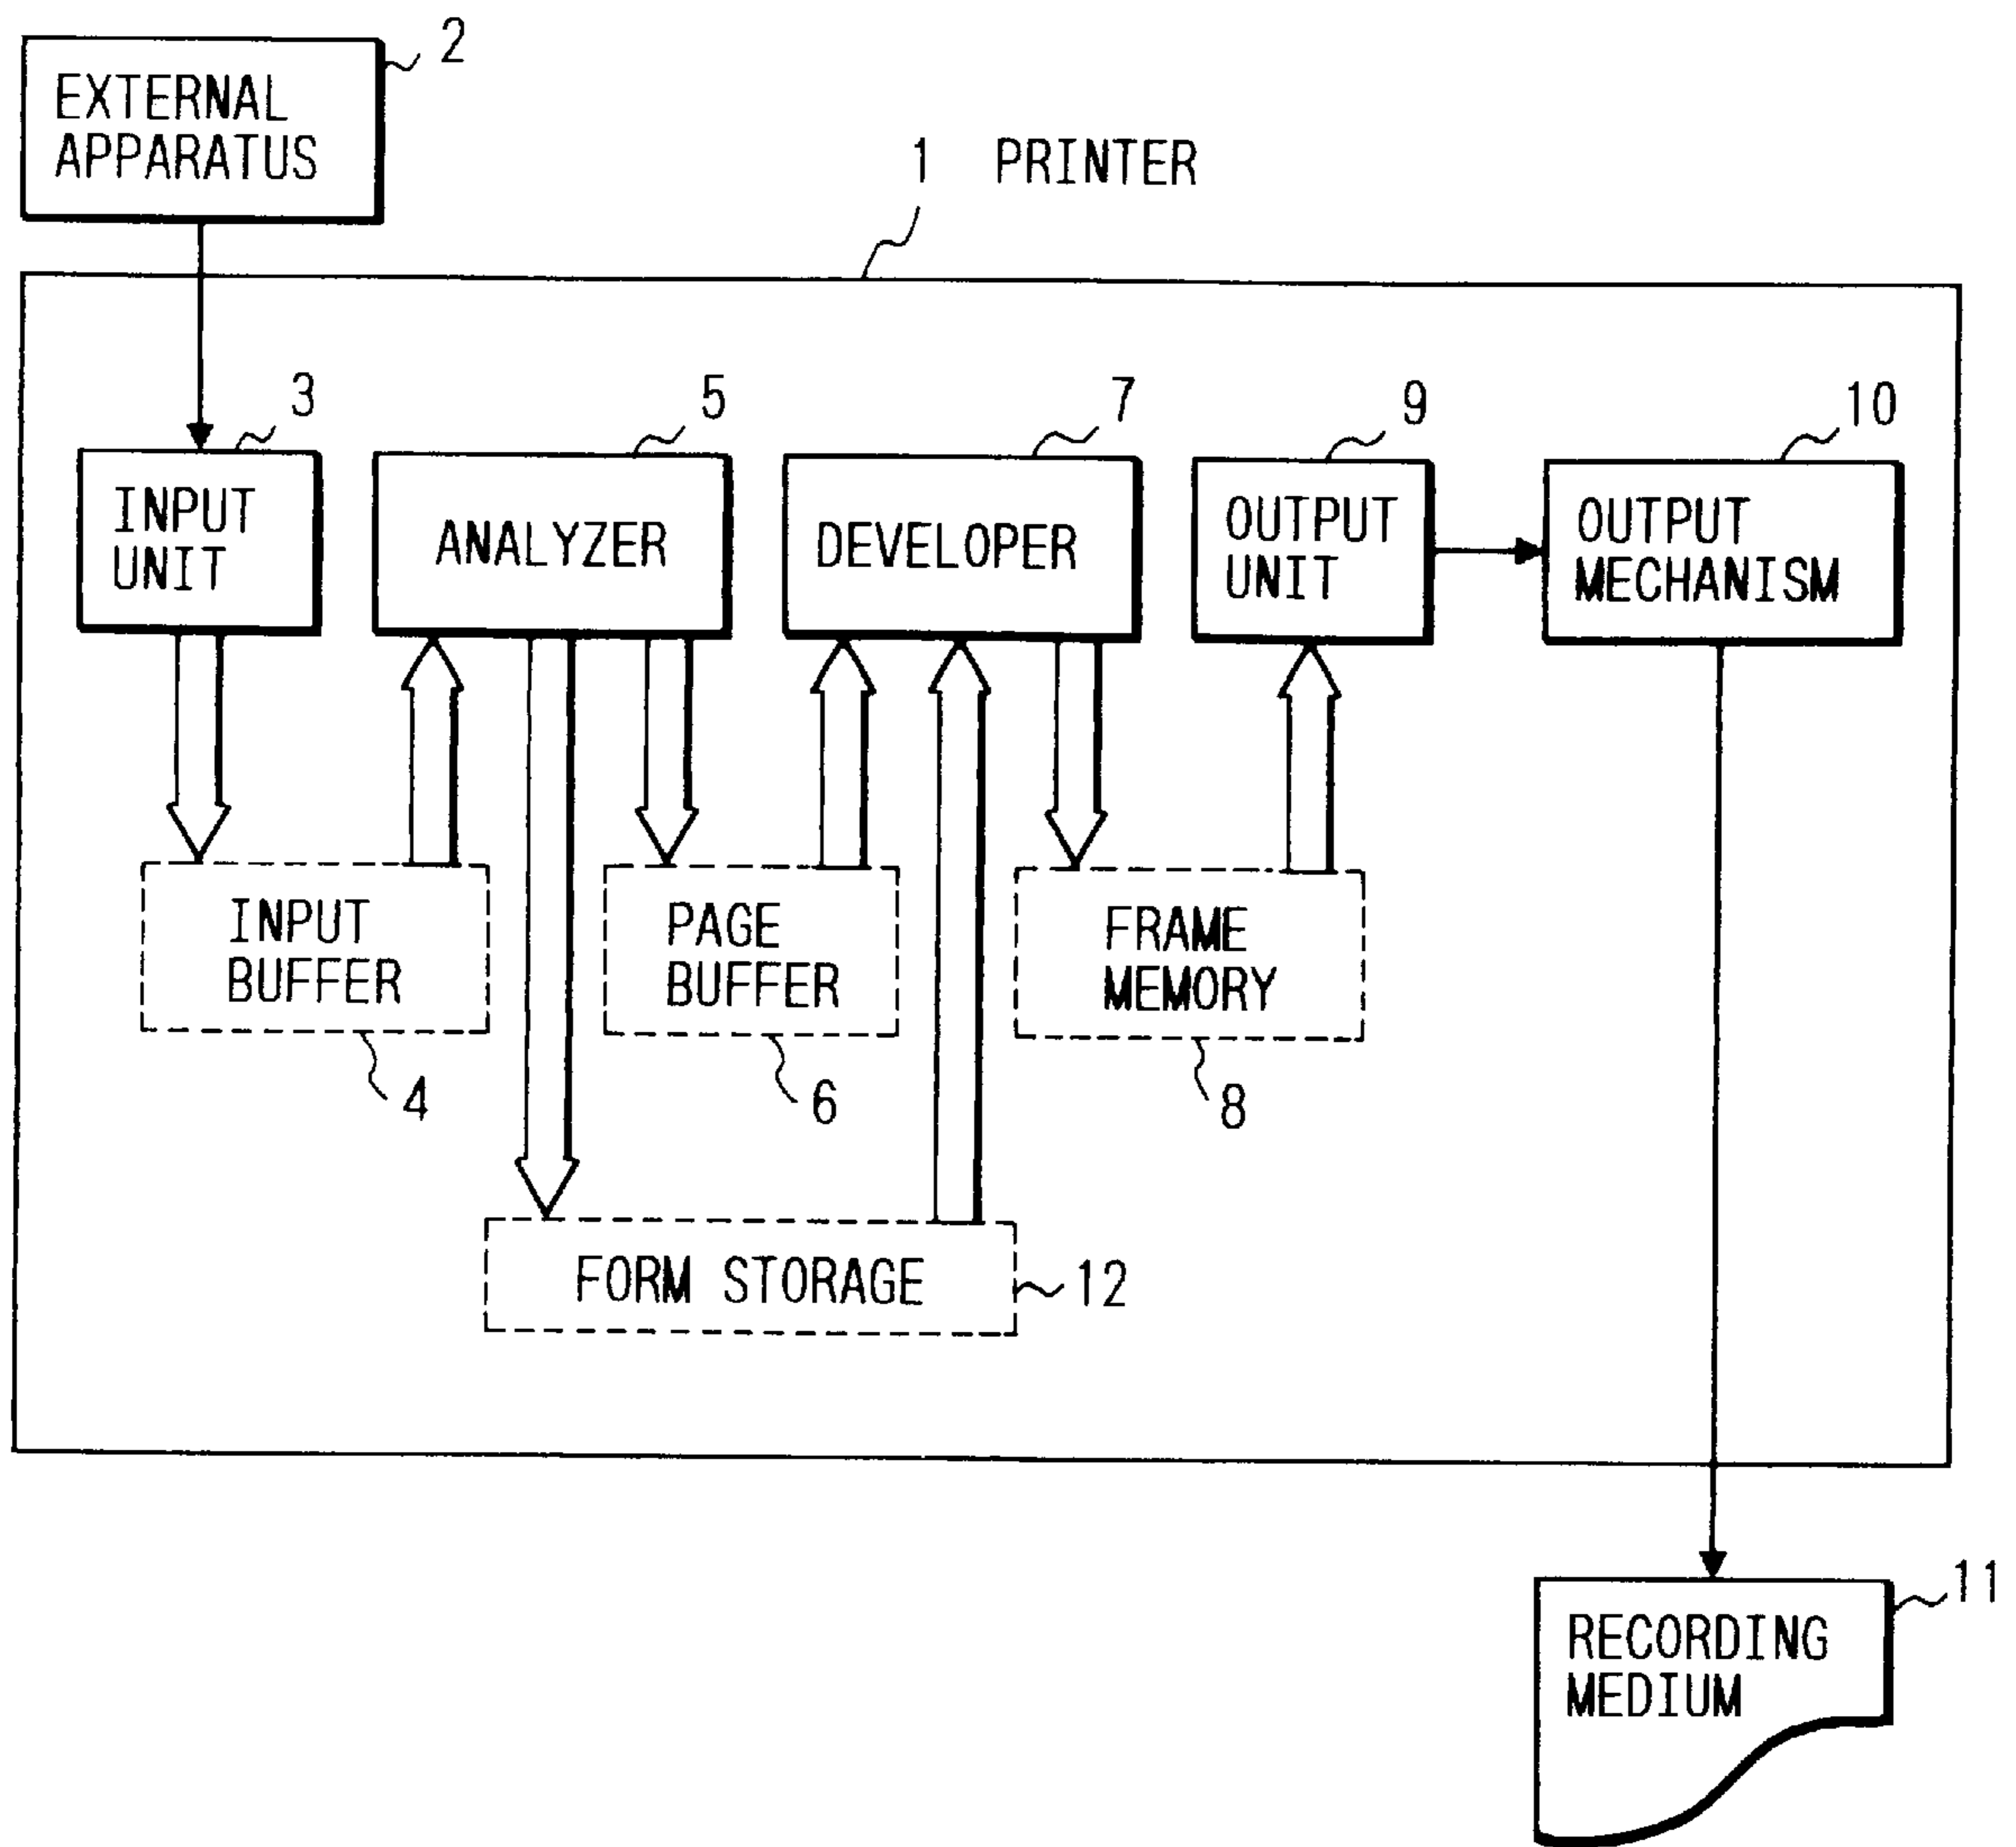 2
EXTERNAL
APPARATUS
1 PRINTER
3
5
7
9
10
INPUT
UNIT
ANALYZER
DEVELOPER
OUTPUT
UNIT
OUTPUT
MECHANISM
INPUT
BUFFER
PAGE
BUFFER
FRAME
MEMORY
4
6
8
FORM STORAGE
12
11
RECORDING
MEDIUM